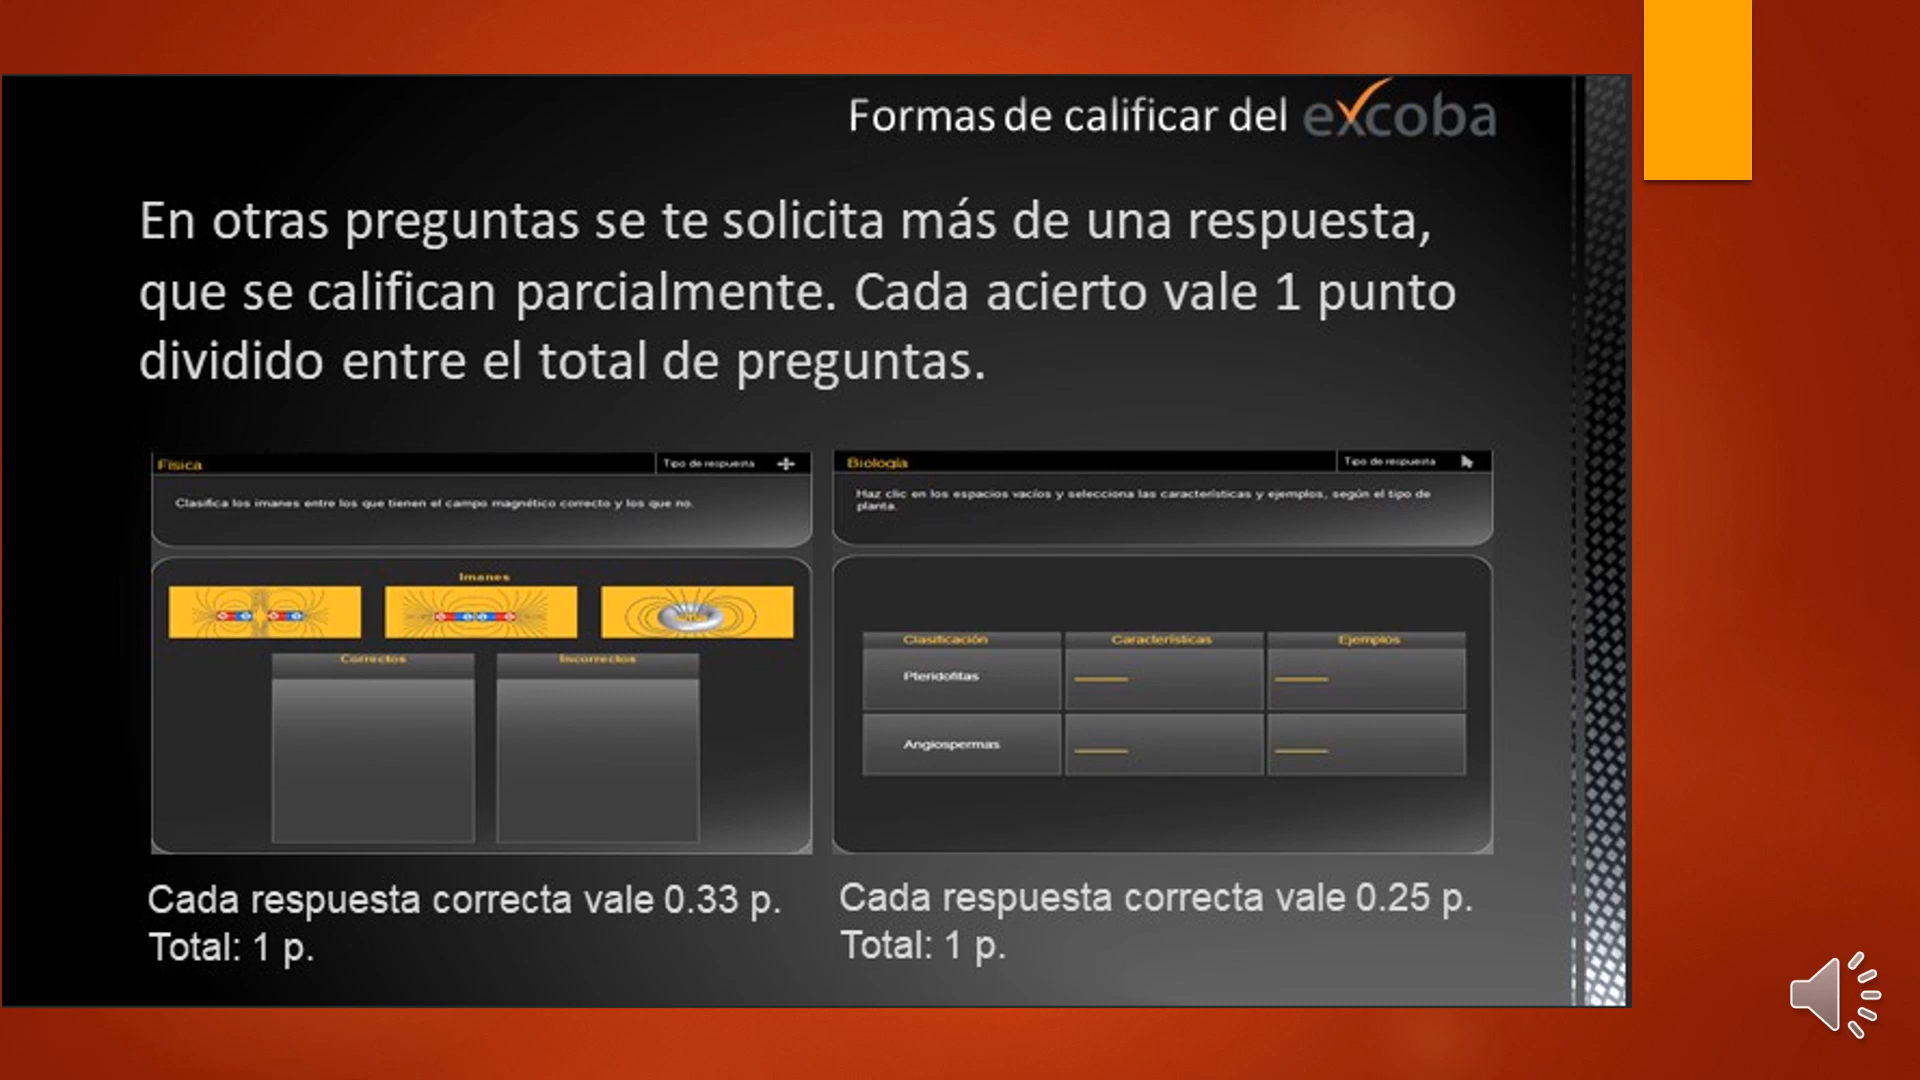 Formas de calificar del excoba
En otras preguntas se te solicita más de una respuesta,
que se califican parcialmente. Cada acierto vale 1 punto
dividido entre el total de preguntas.
Física
Tipo de respuesta
Clasifica los imanes entre los que tienen el campo magnético correcto y los que no.
Imanes
Correctos
Incorrectos
Cada respuesta correcta vale 0.33 p.
Total: 1 p.
Biología
Tipo de respuesta
Haz clic en los espacios vacíos y selecciona las características y ejemplos, según el tipo de
planta.
Clasificación
Características
Ejemplos
Pteridofitas
Angiospermas
Cada respuesta correcta vale 0.25 p.
Total: 1 p.